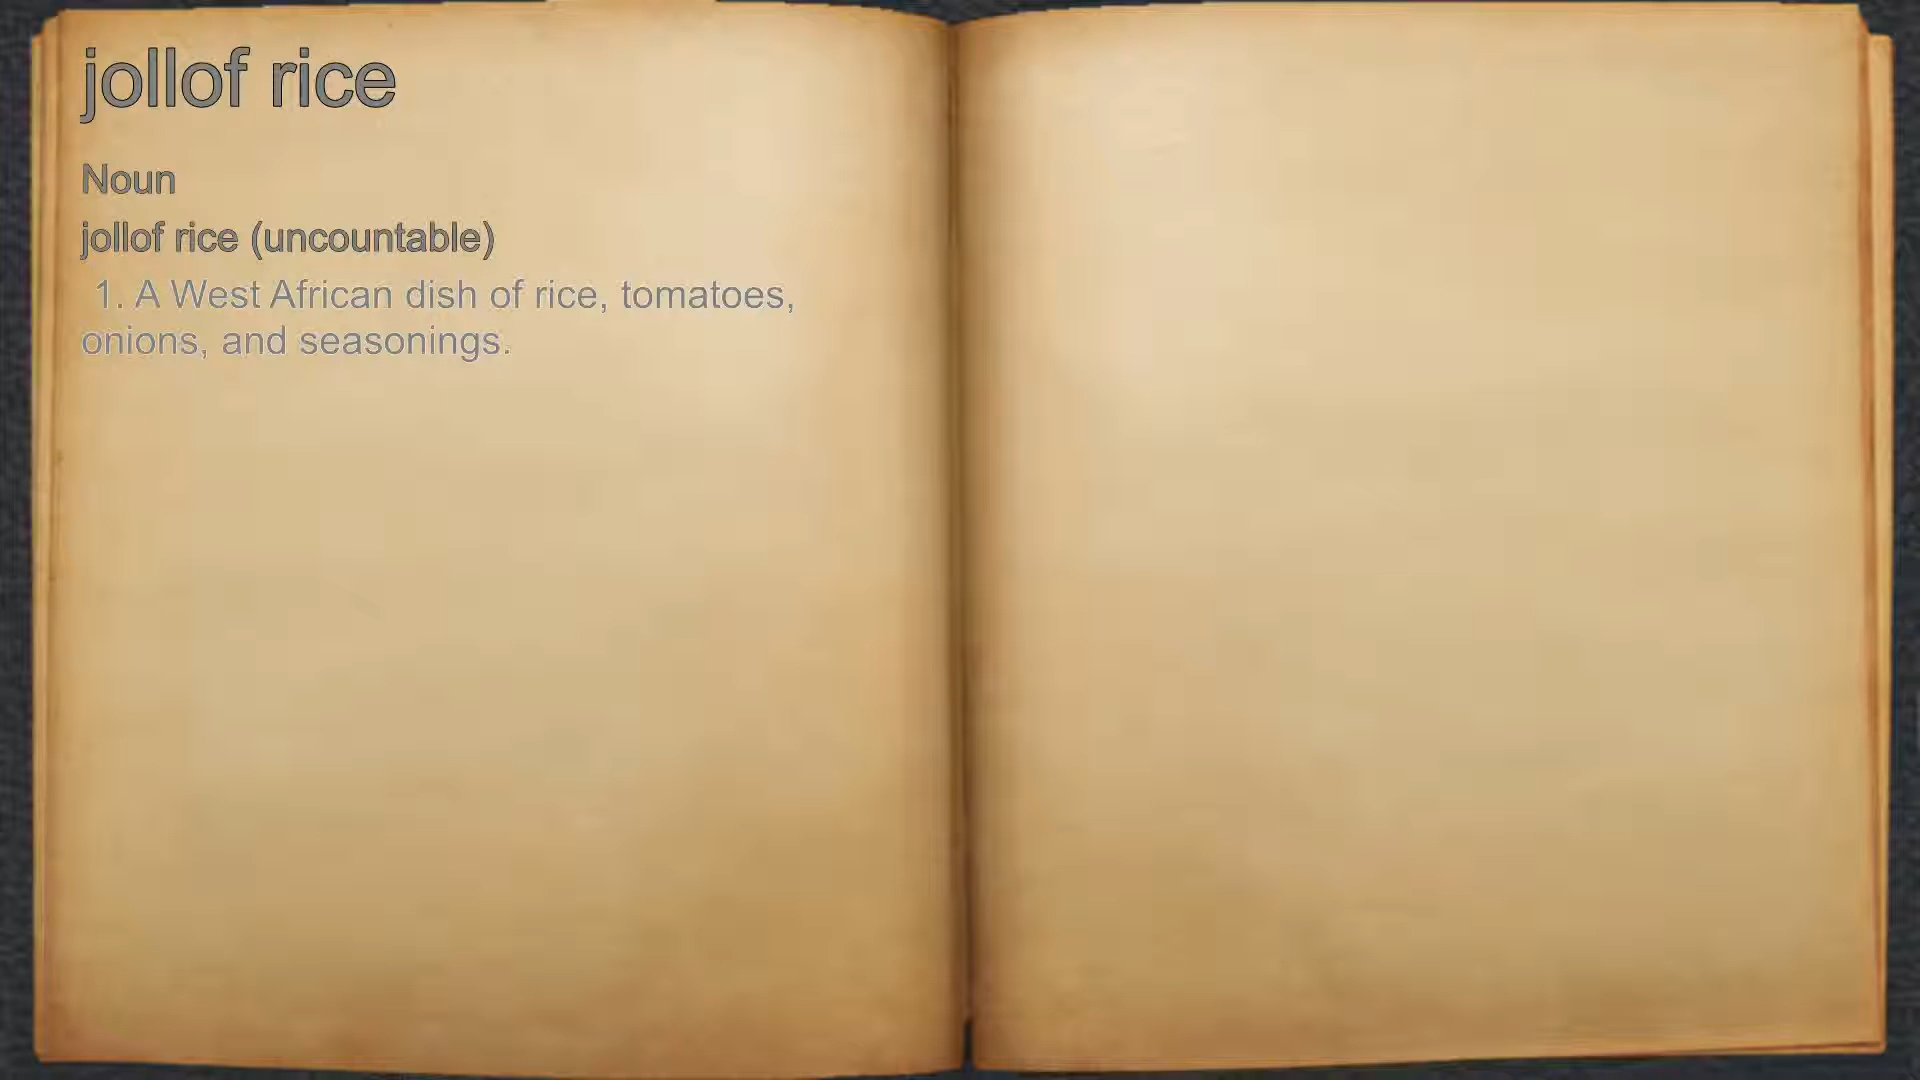 jollof rice
Noun
jollof rice (uncountable)
1. A West African dish of rice, tomatoes,
onions, and seasonings.